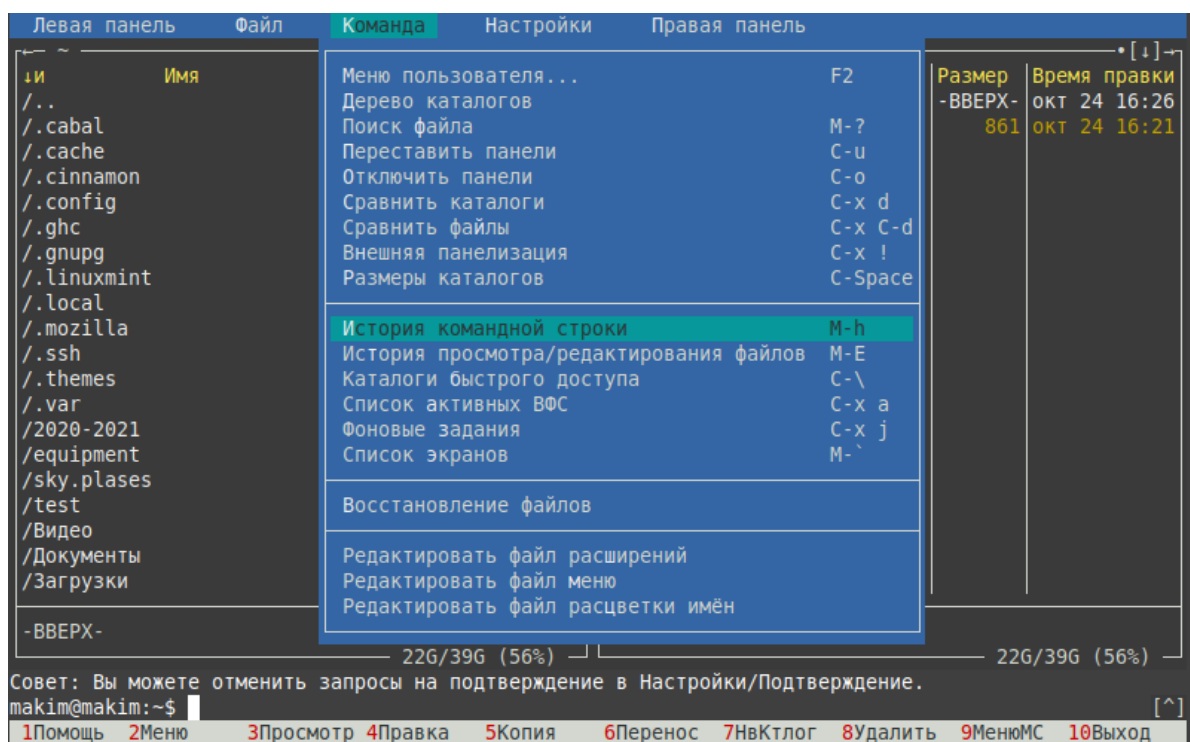 Левая панель Файл Команда Настройки Правая панель
~ •[↓]
↓и Имя Размер Время правки
/.. -ВВЕРХ- окт 24 16:26
/.cabal 861 окт 24 16:21
/.cache
/.cinnamon
/.config
/.ghc
/.gnupg
/.linuxmint
/.local
/.mozilla
/.ssh
/.themes
/.var
/2020-2021
/equipment
/sky.plases
/test
/Видео
/Документы
/Загрузки
-ВВЕРХ-
Меню пользователя... F2
Дерево каталогов
Поиск файла M-?
Переставить панели C-u
Отключить панели C-o
Сравнить каталоги C-x d
Сравнить файлы C-x C-d
Внешняя панелизация C-x !
Размеры каталогов C-Space
История командной строки M-h
История просмотра/редактирования файлов M-E
Каталоги быстрого доступа C-\
Список активных ВФС C-x a
Фоновые задания C-x j
Список экранов M-`
Восстановление файлов
Редактировать файл расширений
Редактировать файл меню
Редактировать файл расцветки имён
22G/39G (56%) 22G/39G (56%)
Совет: Вы можете отменить запросы на подтверждение в Настройки/Подтверждение.
makim@makim:~$ [^]
1Помощь 2Меню 3Просмотр 4Правка 5Копия 6Перенос 7НвКтлог 8Удалить 9МенюMC 10Выход